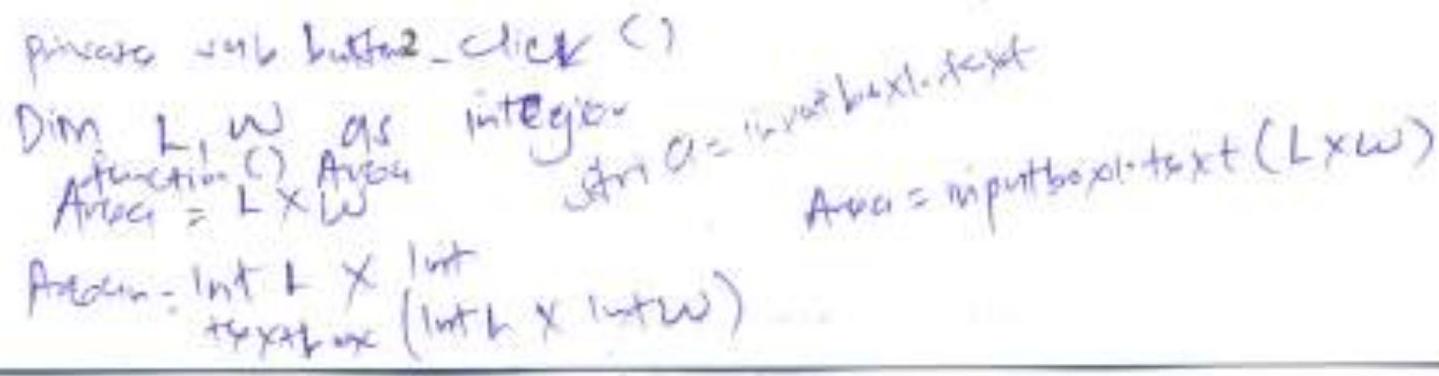 private sub button2_click ()
Dim L, W as integer
function () Area
Area = L X W
stri a = inputbox1.text
Area = inputbox1.text (L X W)
Area = Int L X Int
textbox (Int L X Int W)